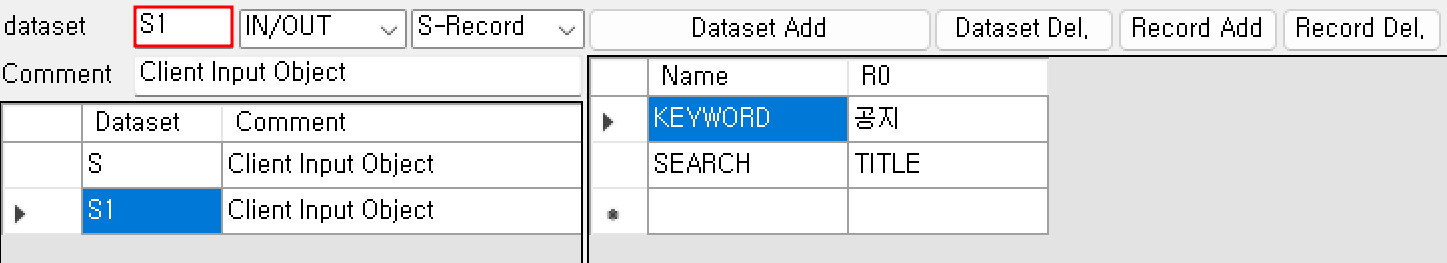 dataset S1 IN/OUT S-Record Dataset Add Dataset Del, Record Add Record Del,
Comment Client Input Object
Name R0
KEYWORD 공지
SEARCH TITLE
Dataset Comment
S Client Input Object
S1 Client Input Object